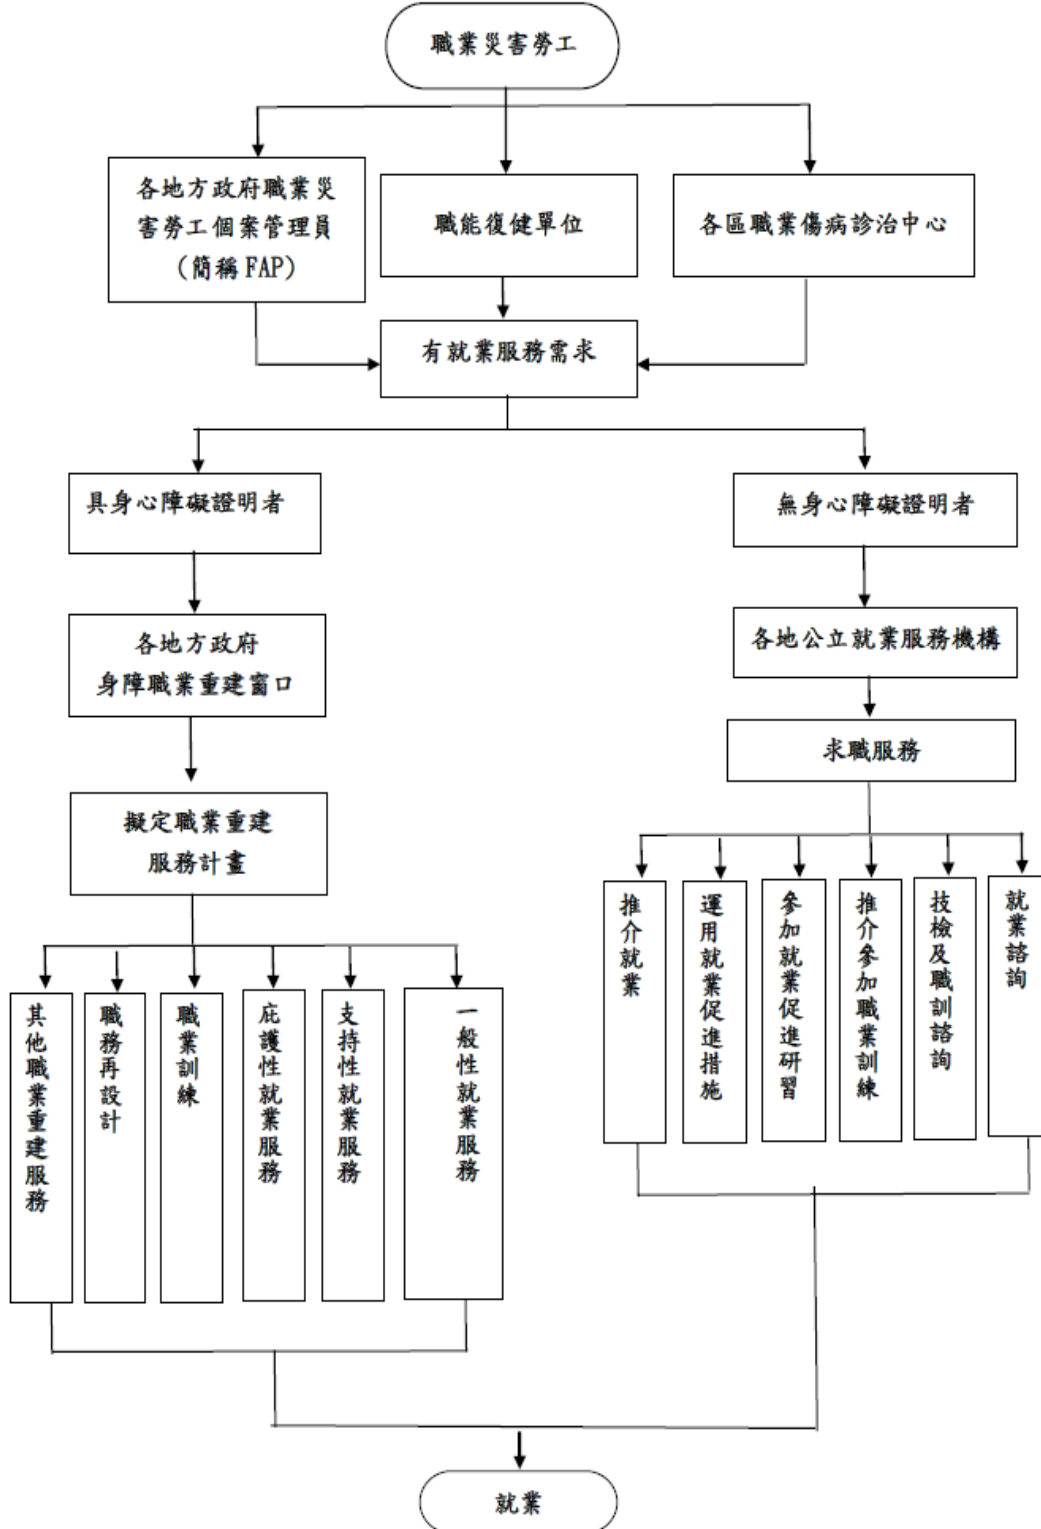 職業災害勞工
各地方政府職業災
害勞工個案管理員
(簡稱 FAP)
職能復健單位
各區職業傷病診治中心
有就業服務需求
具身心障礙證明者
無身心障礙證明者
各地方政府
身障職業重建窗口
各地公立就業服務機構
求職服務
擬定職業重建
服務計畫
推介就業
運用就業促進措施
參加就業促進研習
推介參加職業訓練
技檢及職訓諮詢
就業諮詢
其他職業重建服務
職務再設計
職業訓練
庇護性就業服務
支持性就業服務
一般性就業服務
就業